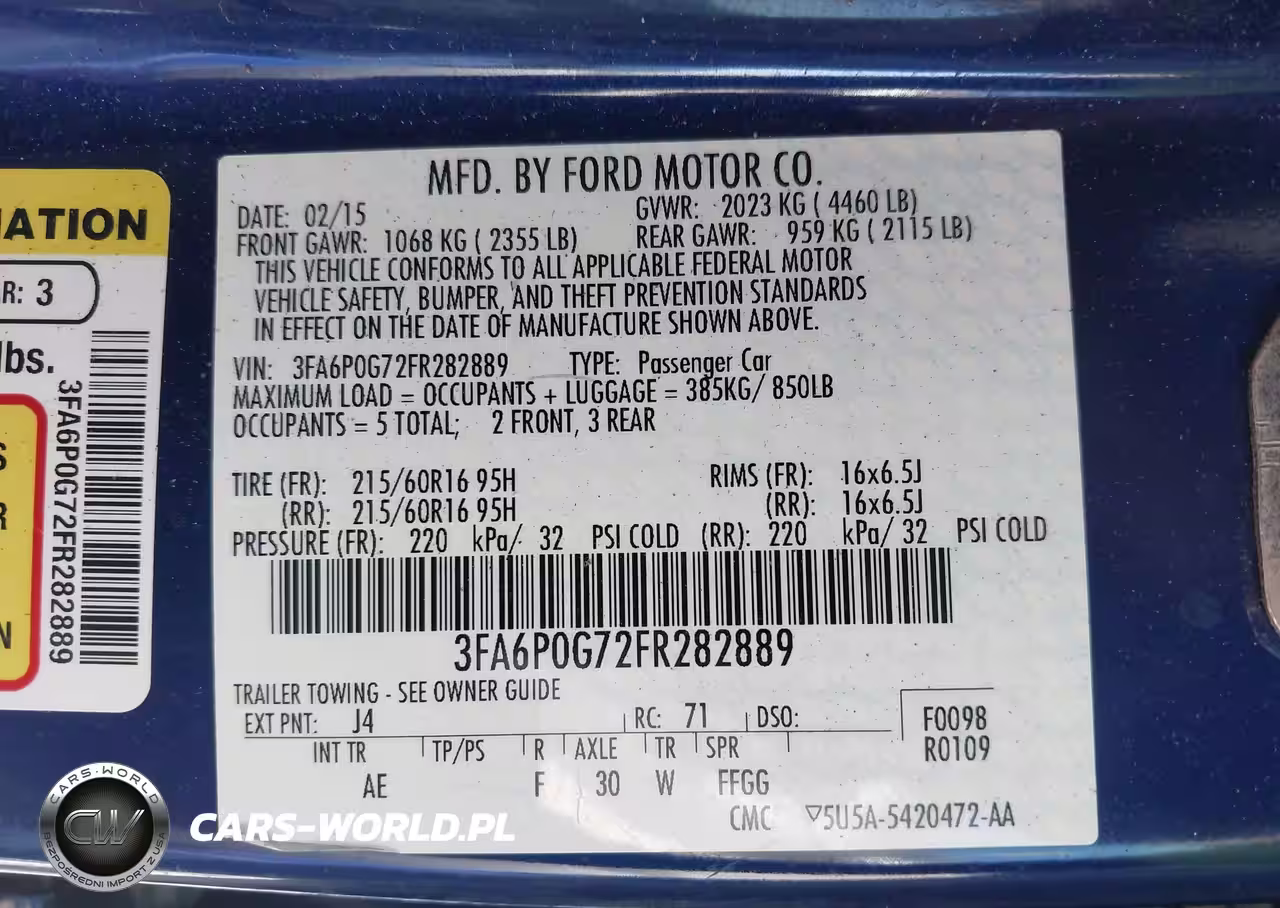 IATION
R: 3
lbs.
S
R
N
3FA6P0G72FR282889
MFD. BY FORD MOTOR CO.
DATE: 02/15 GVWR: 2023 KG ( 4460 LB)
FRONT GAWR: 1068 KG ( 2355 LB) REAR GAWR: 959 KG ( 2115 LB)
THIS VEHICLE CONFORMS TO ALL APPLICABLE FEDERAL MOTOR
VEHICLE SAFETY, BUMPER, AND THEFT PREVENTION STANDARDS
IN EFFECT ON THE DATE OF MANUFACTURE SHOWN ABOVE.
VIN: 3FA6P0G72FR282889 TYPE: Passenger Car
MAXIMUM LOAD = OCCUPANTS + LUGGAGE = 385KG/ 850LB
OCCUPANTS = 5 TOTAL; 2 FRONT, 3 REAR
TIRE (FR): 215/60R16 95H RIMS (FR): 16x6.5J
(RR): 215/60R16 95H (RR): 16x6.5J
PRESSURE (FR): 220 kPa/ 32 PSI COLD (RR): 220 kPa/ 32 PSI COLD
3FA6P0G72FR282889
TRAILER TOWING - SEE OWNER GUIDE
EXT PNT: J4 RC: 71 DSO: F0098
INT TR TP/PS R AXLE TR SPR R0109
AE F 30 W FFGG
CMC ▽5U5A-5420472-AA
CARS-WORLD
CW
BEZPOŚREDNI IMPORT Z USA
CARS-WORLD.PL